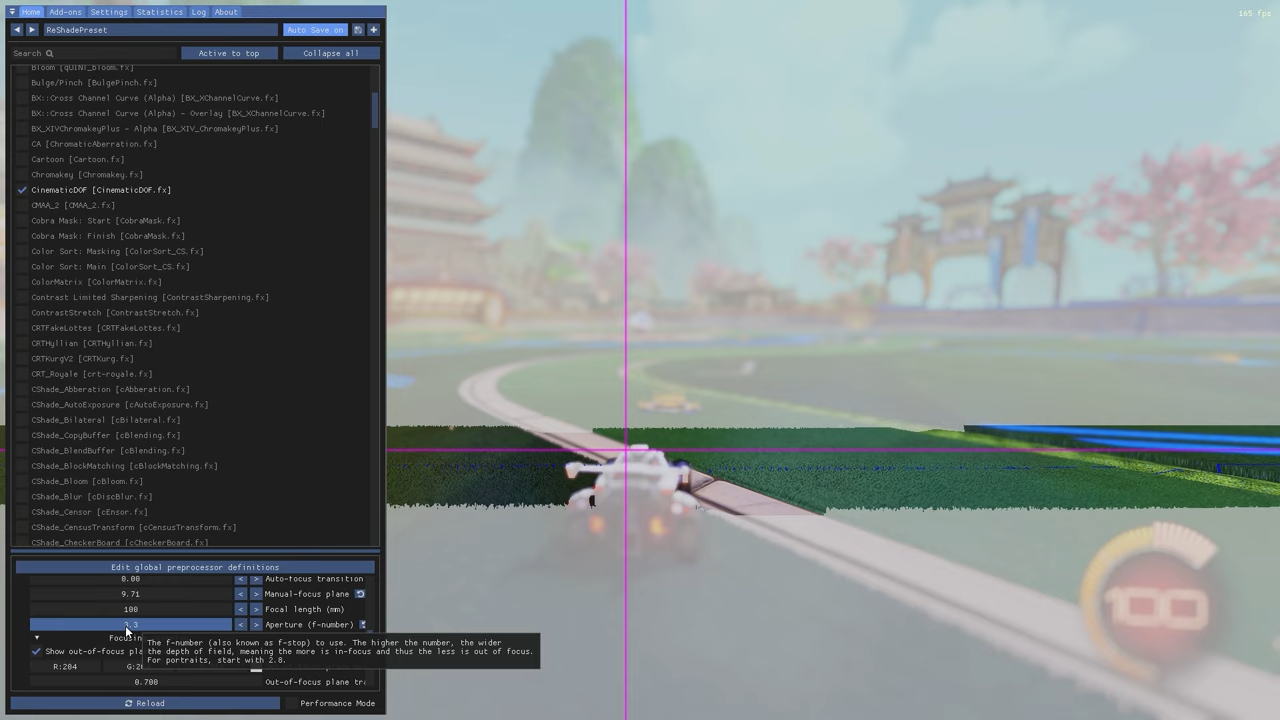 Home Add-ons Settings Statistics Log About
165 fps
ReShadePreset Auto Save on
Search Active to top Collapse all
Bloom [qUINT_bloom.fx]
Bulge/Pinch [BulgePinch.fx]
BX::Cross Channel Curve (Alpha) [BX_XChannelCurve.fx]
BX::Cross Channel Curve (Alpha) - Overlay [BX_XChannelCurve.fx]
BX_XIVChromakeyPlus - Alpha [BX_XIV_ChromakeyPlus.fx]
CA [ChromaticAberration.fx]
Cartoon [Cartoon.fx]
Chromakey [Chromakey.fx]
CinematicDOF [CinematicDOF.fx]
CMAA_2 [CMAA_2.fx]
Cobra Mask: Start [CobraMask.fx]
Cobra Mask: Finish [CobraMask.fx]
Color Sort: Masking [ColorSort_CS.fx]
Color Sort: Main [ColorSort_CS.fx]
ColorMatrix [ColorMatrix.fx]
Contrast Limited Sharpening [ContrastSharpening.fx]
ContrastStretch [ContrastStretch.fx]
CRTFakeLottes [CRTFakeLottes.fx]
CRTHyllian [CRTHyllian.fx]
CRTKurgV2 [CRTKurg.fx]
CRT_Royale [crt-royale.fx]
CShade_Abberation [cAbberation.fx]
CShade_AutoExposure [cAutoExposure.fx]
CShade_Bilateral [cBilateral.fx]
CShade_CopyBuffer [cBlending.fx]
CShade_BlendBuffer [cBlending.fx]
CShade_BlockMatching [cBlockMatching.fx]
CShade_Bloom [cBloom.fx]
CShade_Blur [cDiscBlur.fx]
CShade_Censor [cEnsor.fx]
CShade_CensusTransform [cCensusTransform.fx]
CShade_CheckerBoard [cCheckerBoard.fx]
Edit global preprocessor definitions
0.00 < > Auto-focus transition
9.71 < > Manual-focus plane
100 < > Focal length (mm)
.3 < > Aperture (f-number)
Focusin
The f-number (also known as f-stop) to use. The higher the number, the wider
the depth of field, meaning the more is in-focus and thus the less is out of focus.
For portraits, start with 2.8.
Show out-of-focus pla
R:204 G:2
0.700 Out-of-focus plane tr
Reload Performance Mode
100